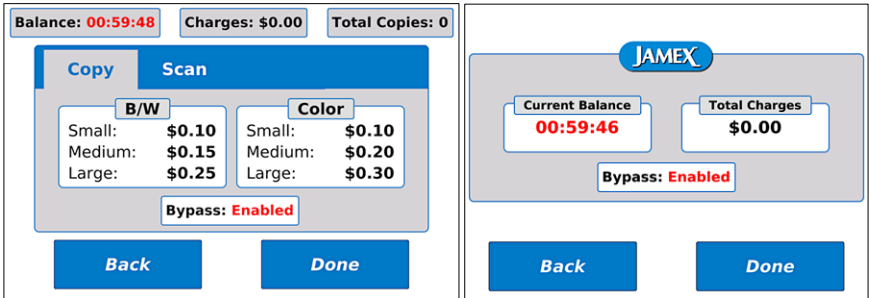 Balance: 00:59:48 Charges: $0.00 Total Copies: 0
Copy Scan
B/W Color
Small: $0.10 Small: $0.10
Medium: $0.15 Medium: $0.20
Large: $0.25 Large: $0.30
Bypass: Enabled
Back Done
JAMEX
Current Balance Total Charges
00:59:46 $0.00
Bypass: Enabled
Back Done